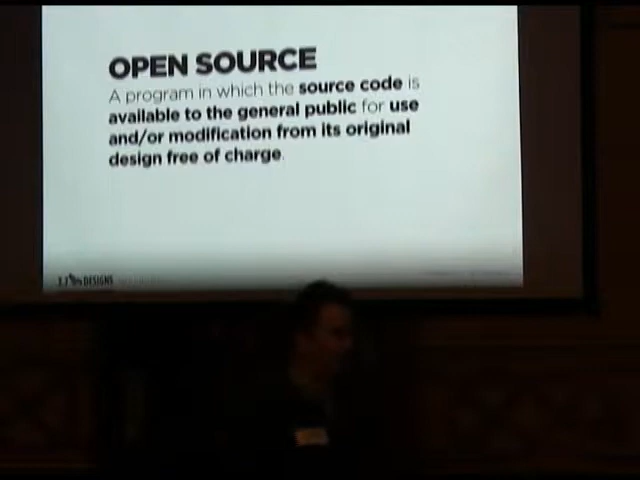 OPEN SOURCE
A program in which the source code is
available to the general public for use
and/or modification from its original
design free of charge.
DESIGNS